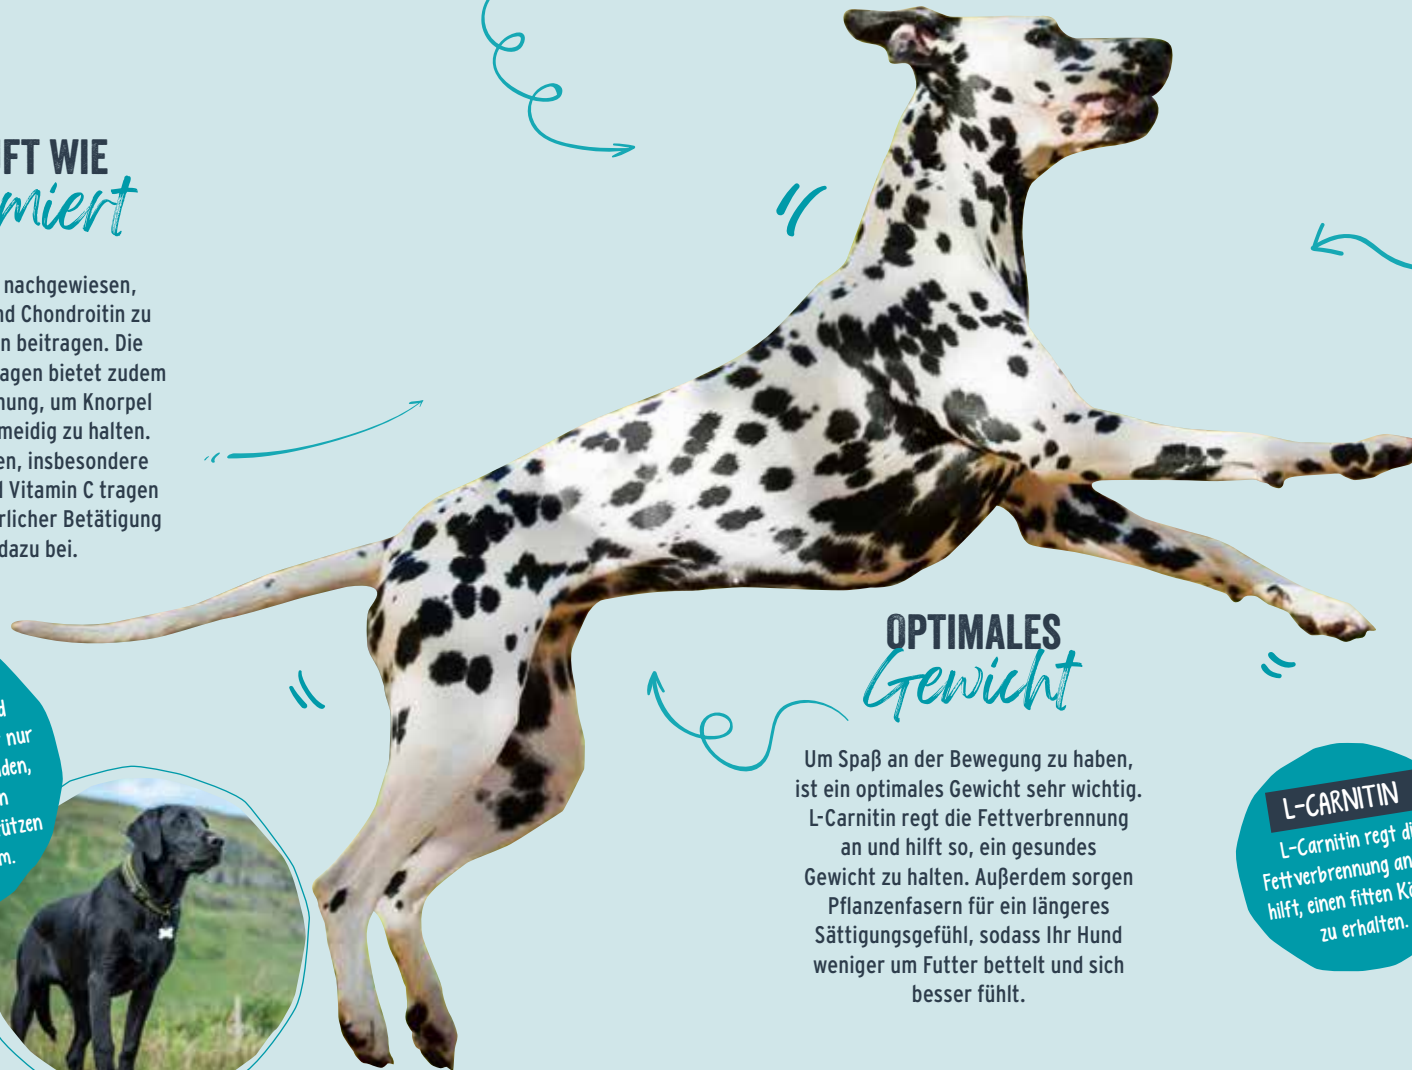 FT WIE
miert
nachgewiesen,
nd Chondroitin zu
n beitragen. Die
agen bietet zudem
nung, um Knorpel
meidig zu halten.
en, insbesondere
Vitamin C tragen
rlicher Betätigung
dazu bei.
d
nur
den,
n
ützen
m.
OPTIMALES
Gewicht
Um Spaß an der Bewegung zu haben,
ist ein optimales Gewicht sehr wichtig.
L-Carnitin regt die Fettverbrennung
an und hilft so, ein gesundes
Gewicht zu halten. Außerdem sorgen
Pflanzenfasern für ein längeres
Sättigungsgefühl, sodass Ihr Hund
weniger um Futter bettelt und sich
besser fühlt.
L-CARNITIN
L-Carnitin regt di
Fettverbrennung an
hilft, einen fitten Kö
zu erhalten.